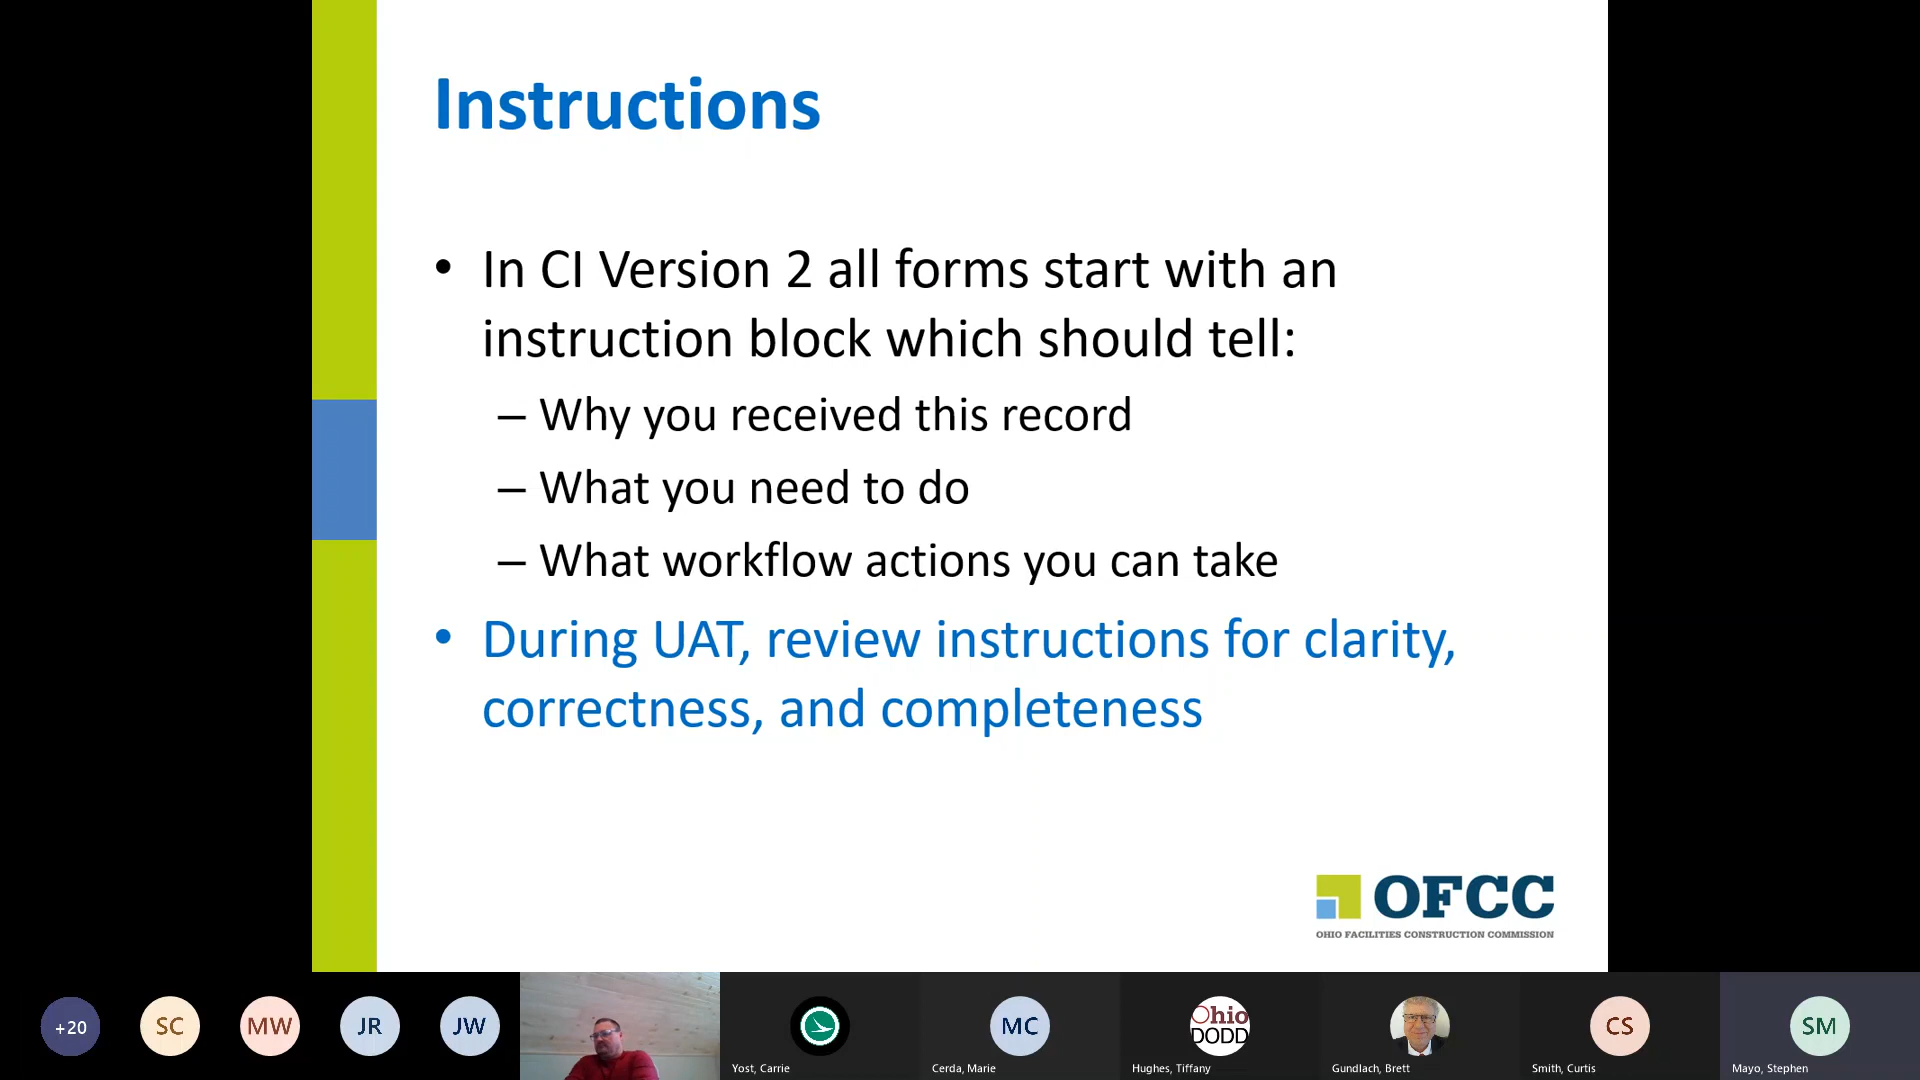 Instructions
• In CI Version 2 all forms start with an
instruction block which should tell:
– Why you received this record
– What you need to do
– What workflow actions you can take
• During UAT, review instructions for clarity,
correctness, and completeness
OFCC
OHIO FACILITIES CONSTRUCTION COMMISSION
+20
SC
MW
JR
JW
MC
Ohio
DODD
CS
SM
Yost, Carrie
Cerda, Marie
Hughes, Tiffany
Gundlach, Brett
Smith, Curtis
Mayo, Stephen